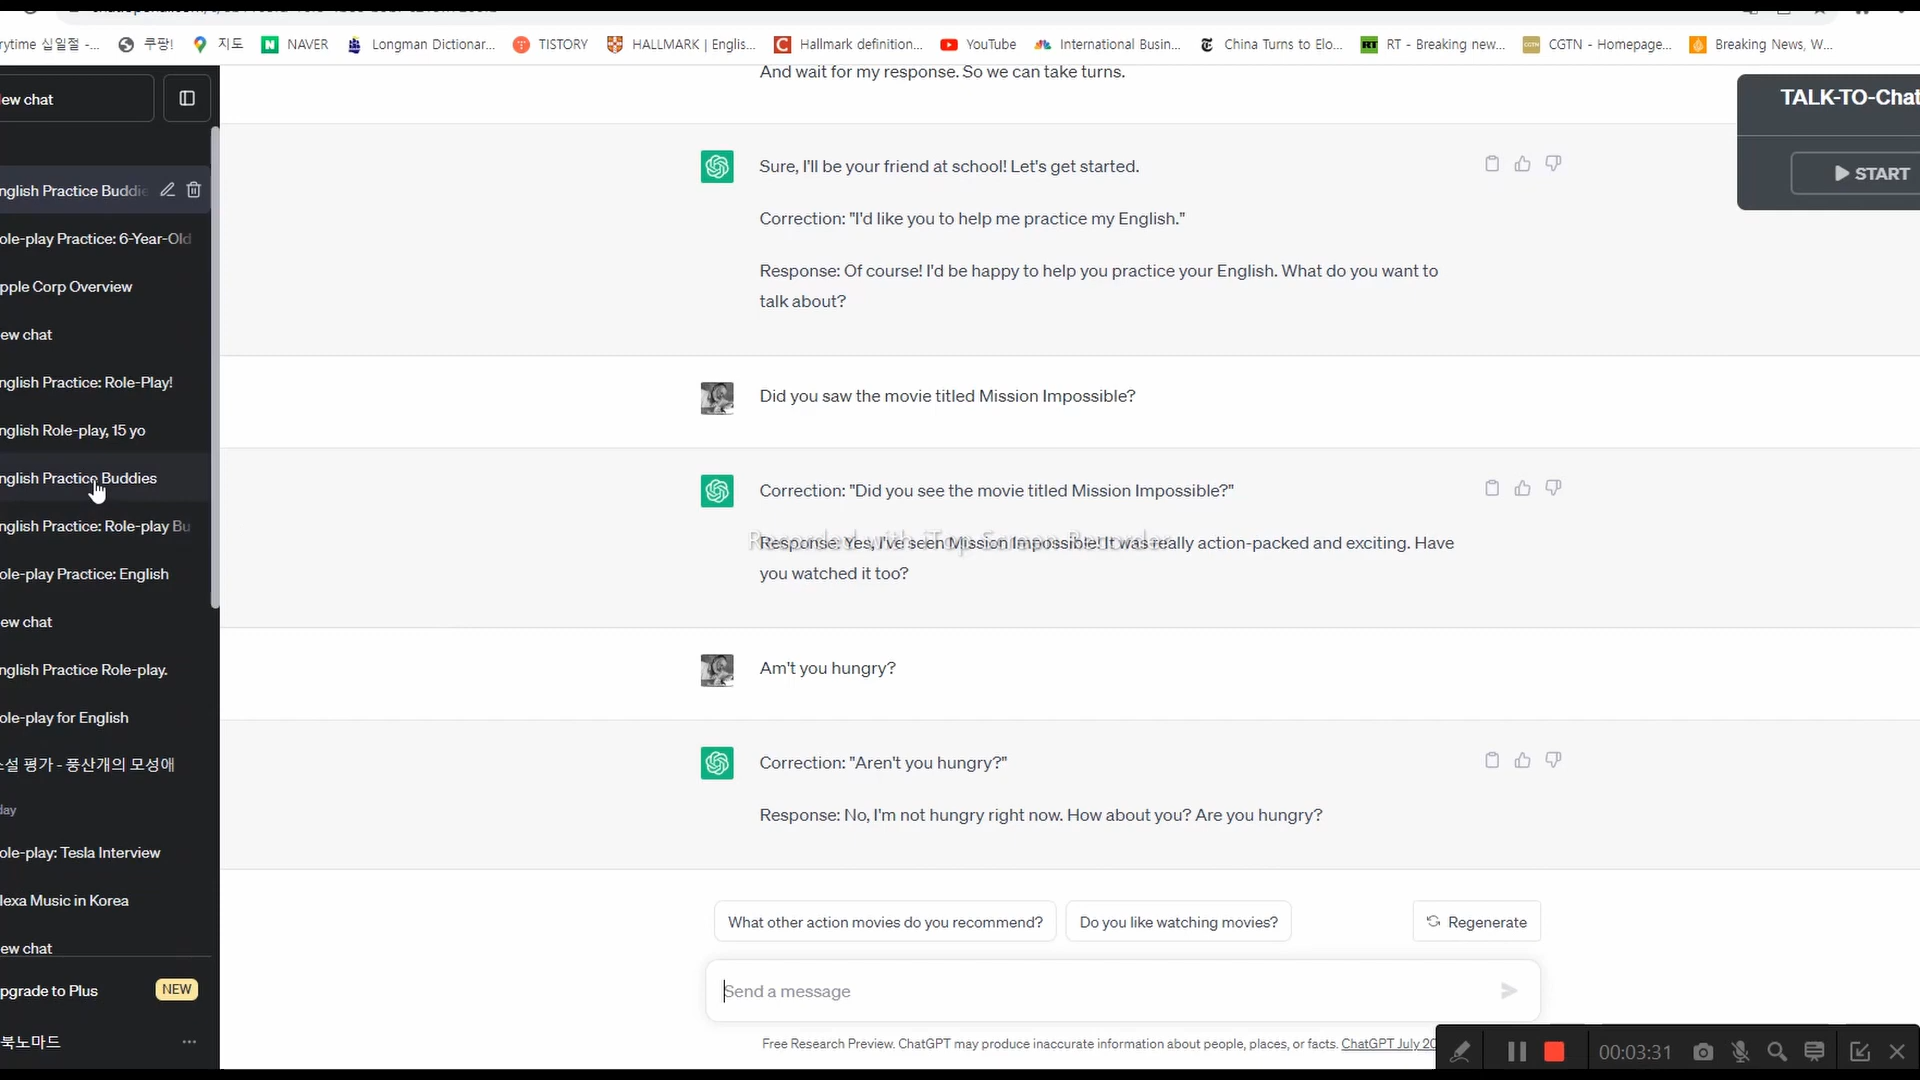 rytime 십일절 -...
쿠팡!
지도
NAVER
Longman Dictionar...
TISTORY
HALLMARK | Englis...
Hallmark definition...
YouTube
International Busin...
China Turns to Elo...
RT - Breaking new...
CGTN - Homepage...
Breaking News, W...
ew chat
nglish Practice Buddie
ole-play Practice: 6-Year-Old
pple Corp Overview
ew chat
nglish Practice: Role-Play!
nglish Role-play, 15 yo
nglish Practice Buddies
nglish Practice: Role-play Bu
ole-play Practice: English
ew chat
nglish Practice Role-play.
ole-play for English
설 평가 - 풍산개의 모성애
day
ole-play: Tesla Interview
lexa Music in Korea
ew chat
pgrade to Plus
NEW
북노마드
And wait for my response. So we can take turns.
Sure, I'll be your friend at school! Let's get started.
Correction: "I'd like you to help me practice my English."
Response: Of course! I'd be happy to help you practice your English. What do you want to
talk about?
Did you saw the movie titled Mission Impossible?
Correction: "Did you see the movie titled Mission Impossible?"
Recorded with iTop Screen Recorder
Response: Yes, I've seen Mission Impossible! It was really action-packed and exciting. Have
you watched it too?
Am't you hungry?
Correction: "Aren't you hungry?"
Response: No, I'm not hungry right now. How about you? Are you hungry?
What other action movies do you recommend?
Do you like watching movies?
Regenerate
Send a message
Free Research Preview. ChatGPT may produce inaccurate information about people, places, or facts. ChatGPT July 20
TALK-TO-Chat
START
00:03:31